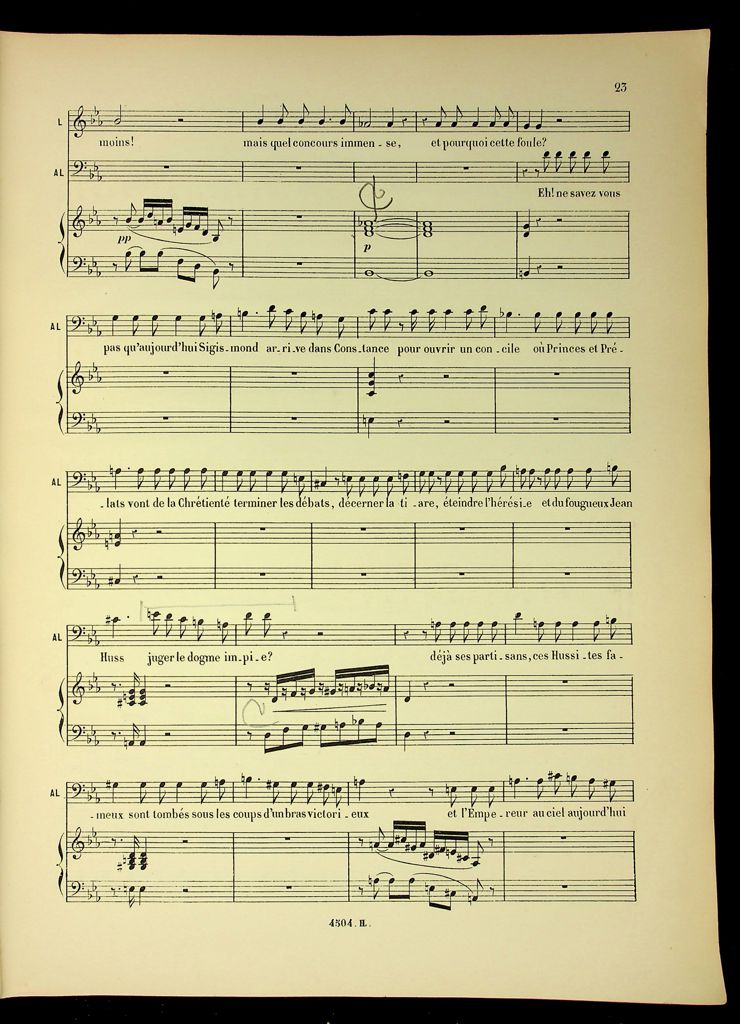 23
L
moins! mais quel concours immen - se, et pourquoi cette foule?
AL
Eh! ne savez vous
pp
p
AL
pas qu'aujourd'hui Sigis - mond ar - ri - ve dans Cons - tance pour ouvrir un con - cile où Princes et Pré -
AL
- lats vont de la Chrétienté terminer les débats, décerner la ti - are, éteindre l'hérési - e et du fougueux Jean
AL
Huss juger le dogme im - pi - e? déjà ses parti - sans, ces Hussi - tes fa -
AL
- meux sont tombés sous les coups d'un bras victori - eux et l'Empe - reur au ciel aujourd'hui
4504. H.